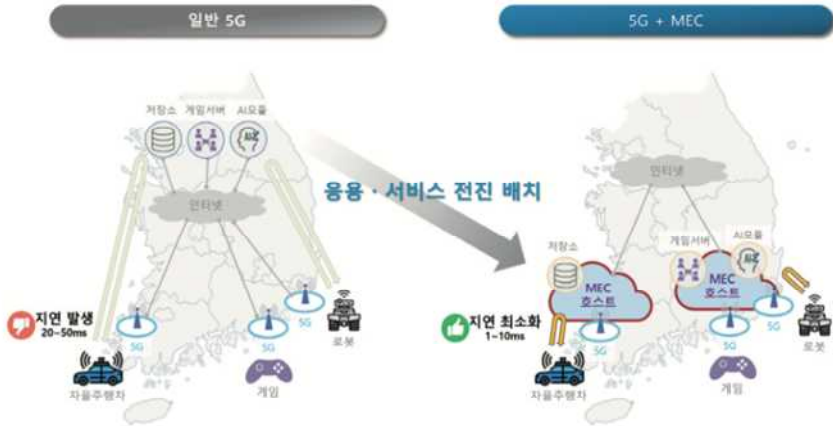 일반 5G
5G + MEC
저장소 게임서버 AI모듈
인터넷
지연 발생
20~50ms
5G
5G
5G
자율주행차
게임
로봇
응용 · 서비스 전진 배치
인터넷
저장소
게임서버
AI모듈
MEC
호스트
MEC
호스트
지연 최소화
1~10ms
5G
5G
5G
자율주행차
게임
로봇